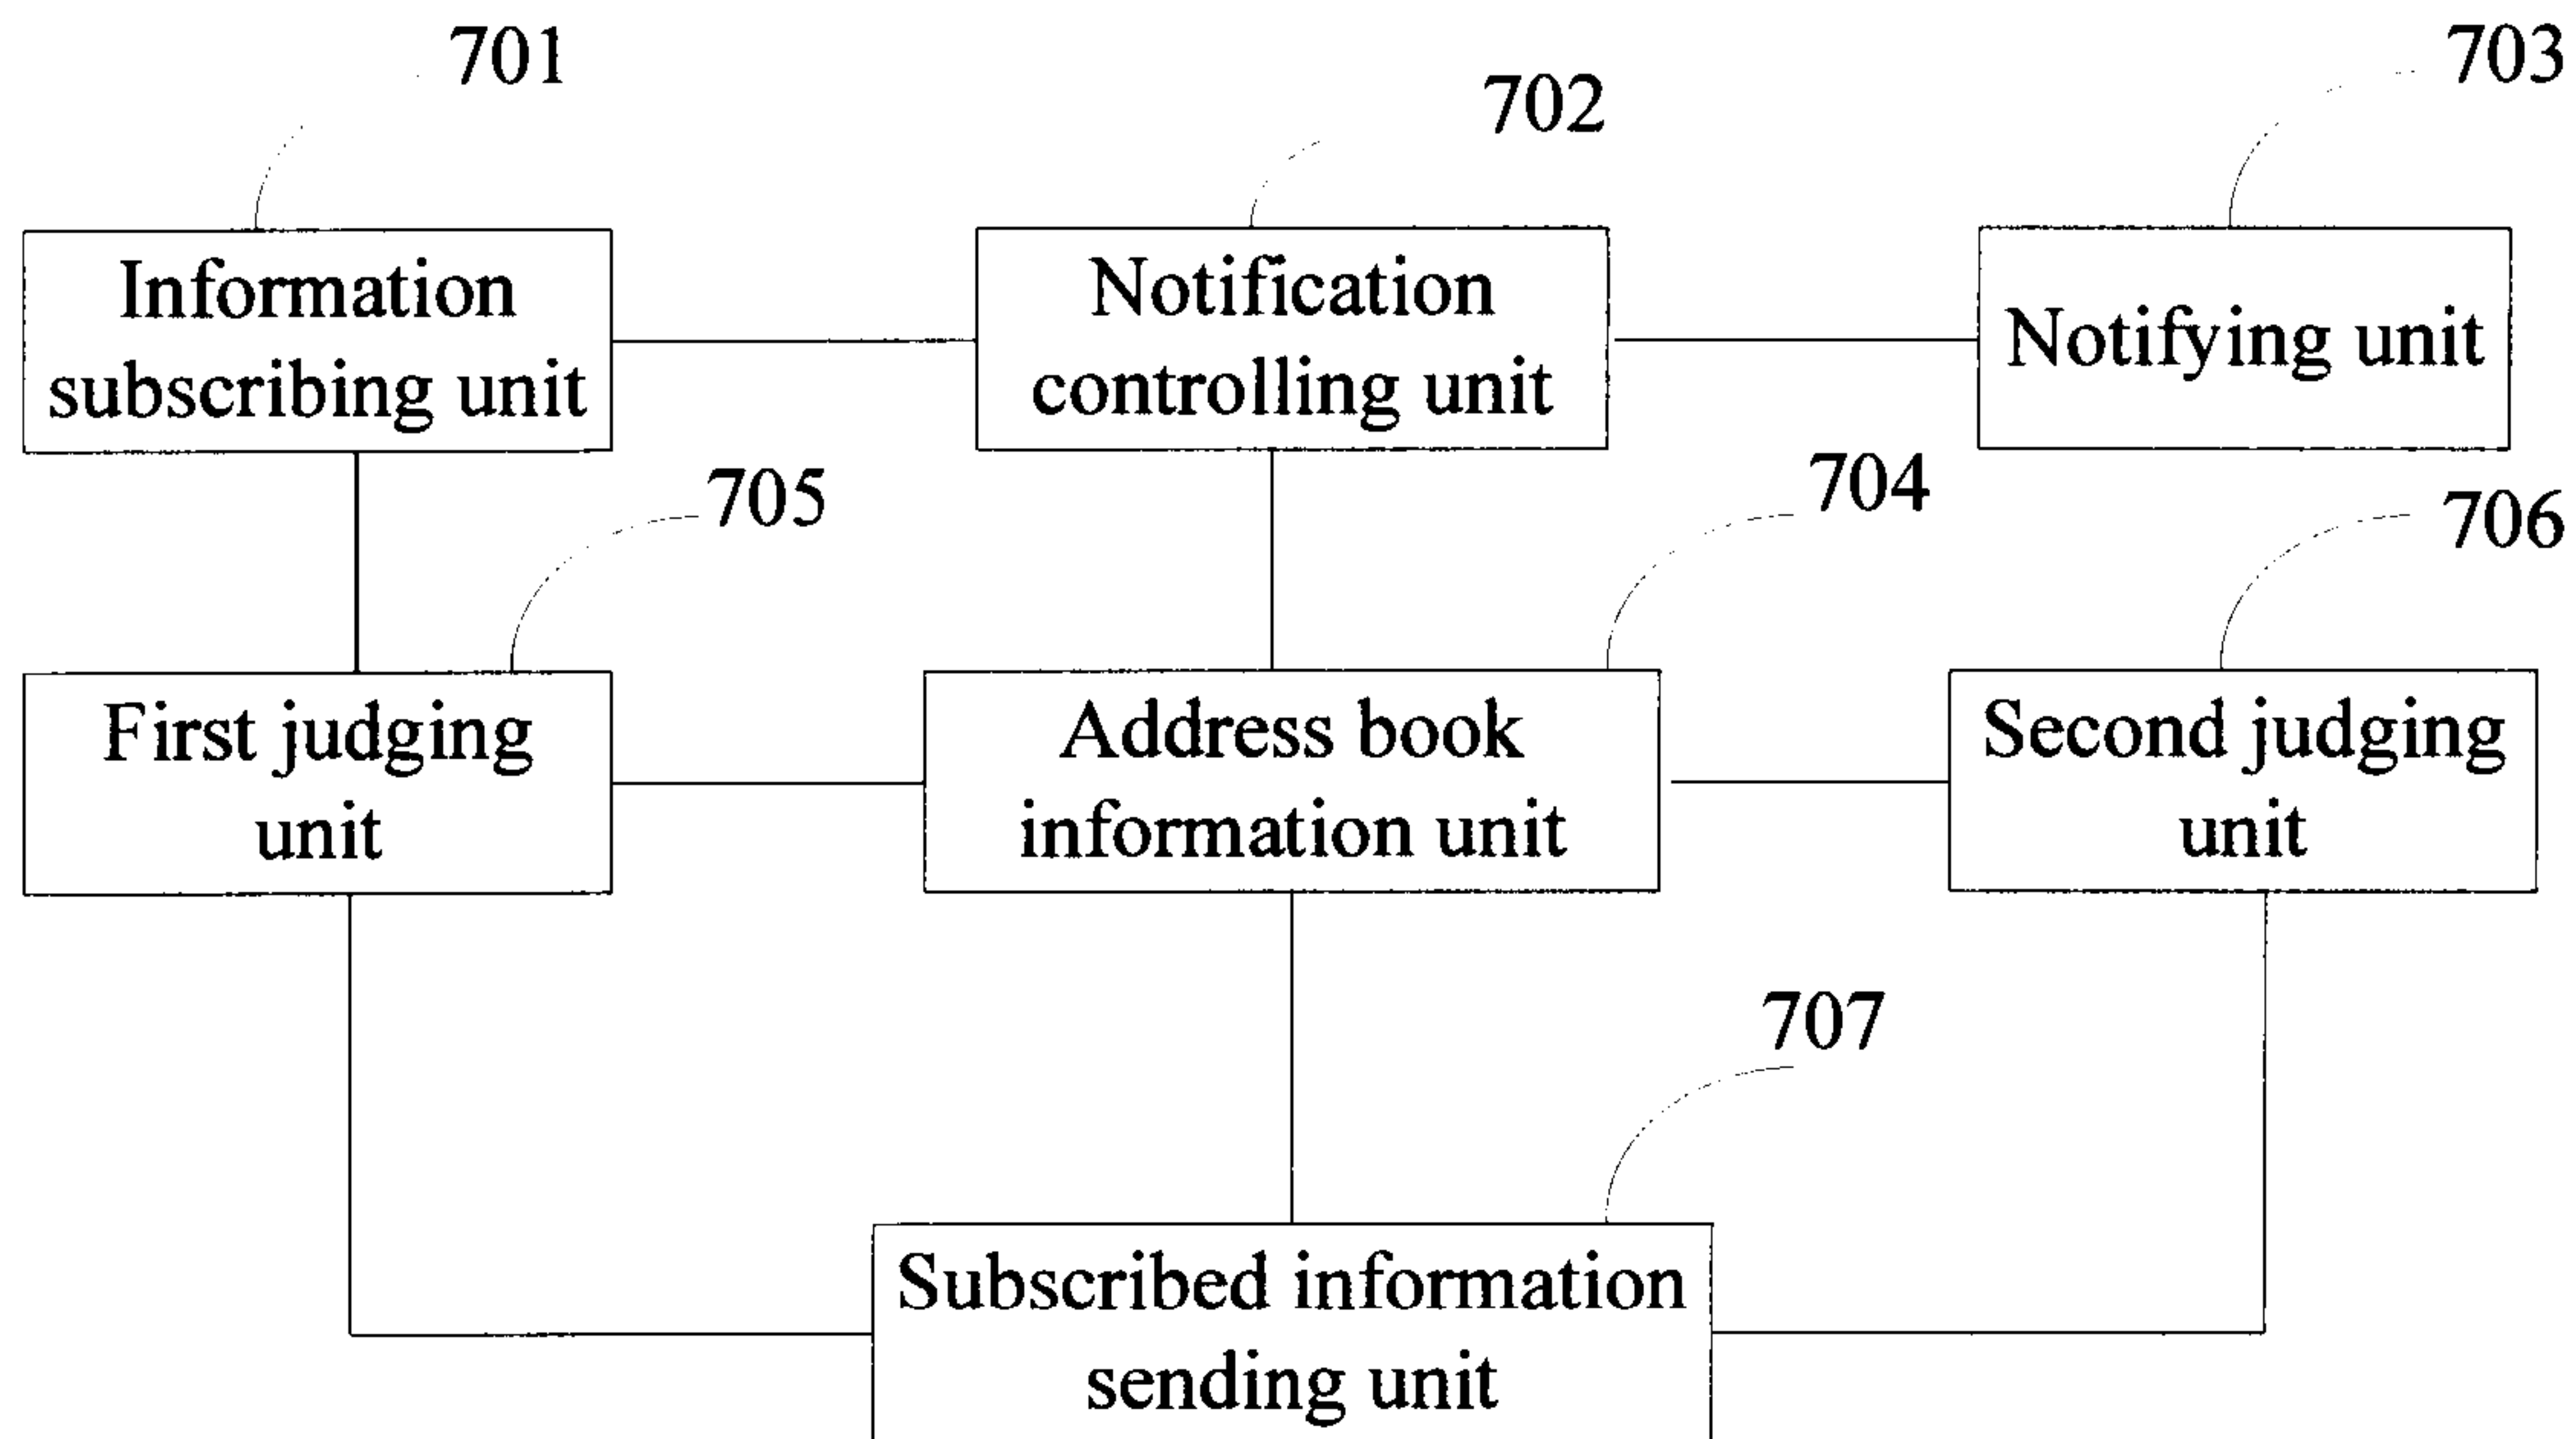 701
702
703
Information
subscribing unit
Notification
controlling unit
Notifying unit
705
704
706
First judging
unit
Address book
information unit
Second judging
unit
707
Subscribed information
sending unit